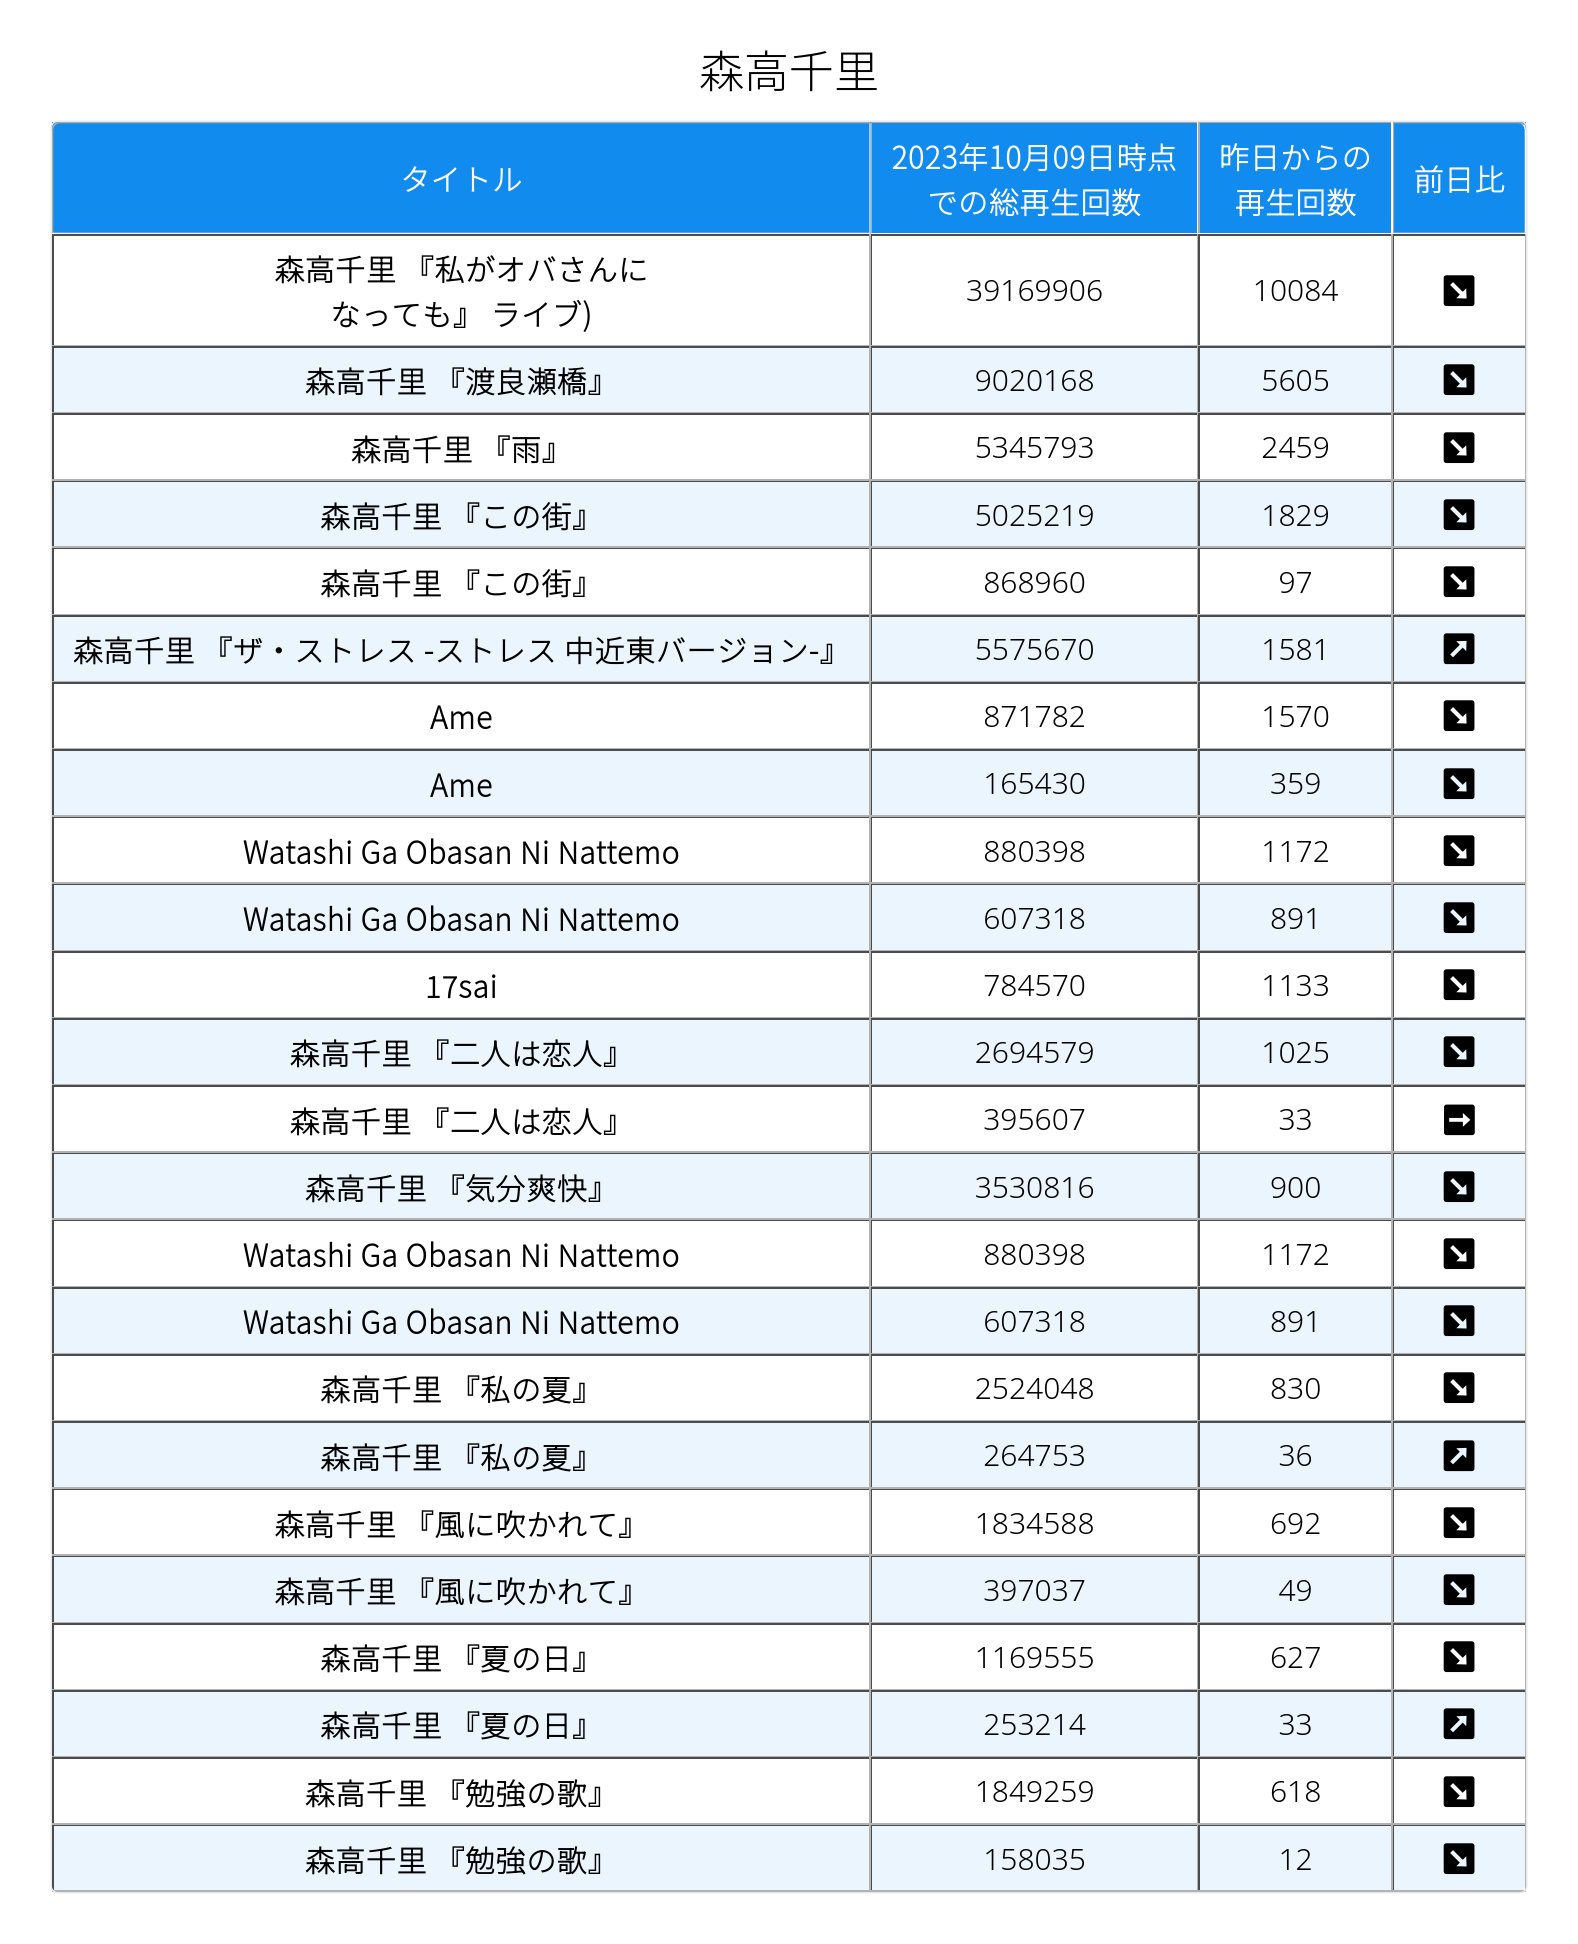 森高千里
タイトル
2023年10月09日時点
での総再生回数
昨日からの
再生回数
前日比
森高千里 『私がオバさんに
なっても』 ライブ)
39169906 10084
森高千里 『渡良瀬橋』 9020168 5605
森高千里 『雨』 5345793 2459
森高千里 『この街』 5025219 1829
森高千里 『この街』 868960 97
森高千里 『ザ・ストレス -ストレス 中近東バージョン-』 5575670 1581
Ame 871782 1570
Ame 165430 359
Watashi Ga Obasan Ni Nattemo 880398 1172
Watashi Ga Obasan Ni Nattemo 607318 891
17sai 784570 1133
森高千里 『二人は恋人』 2694579 1025
森高千里 『二人は恋人』 395607 33
森高千里 『気分爽快』 3530816 900
Watashi Ga Obasan Ni Nattemo 880398 1172
Watashi Ga Obasan Ni Nattemo 607318 891
森高千里 『私の夏』 2524048 830
森高千里 『私の夏』 264753 36
森高千里 『風に吹かれて』 1834588 692
森高千里 『風に吹かれて』 397037 49
森高千里 『夏の日』 1169555 627
森高千里 『夏の日』 253214 33
森高千里 『勉強の歌』 1849259 618
森高千里 『勉強の歌』 158035 12